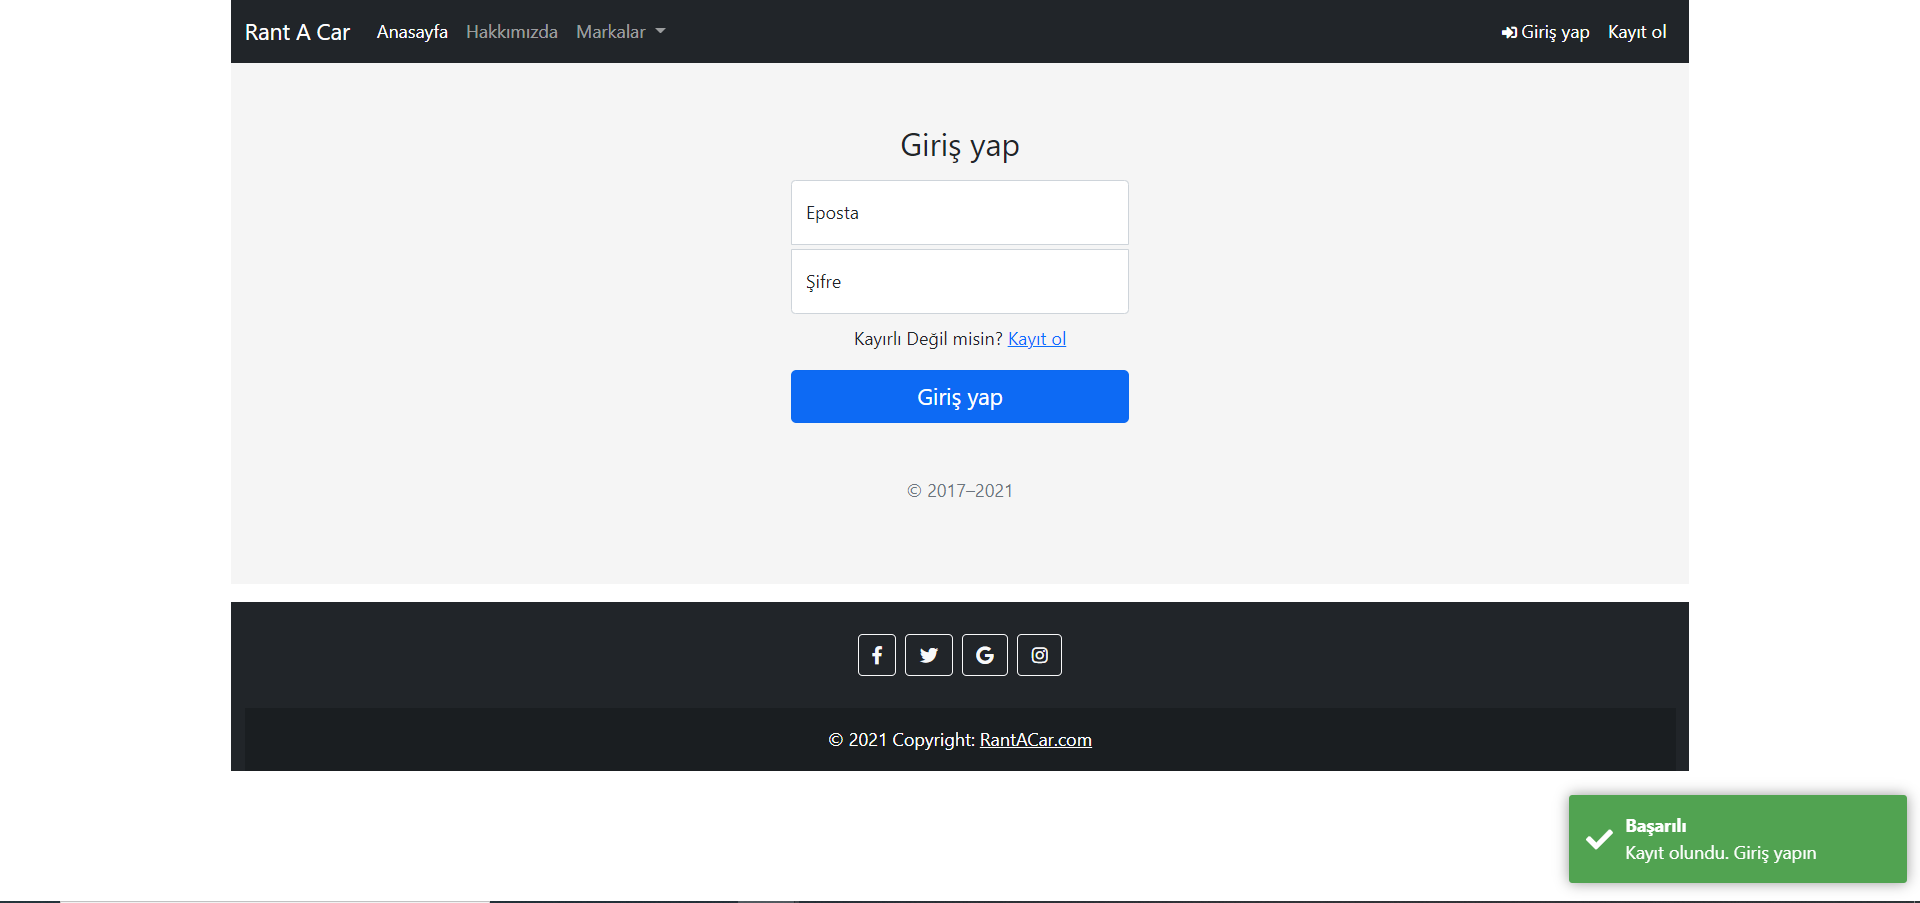 Rant A Car Anasayfa Hakkımızda Markalar Giriş yap Kayıt ol
Giriş yap
Eposta
Şifre
Kayırlı Değil misin? Kayıt ol
Giriş yap
© 2017–2021
© 2021 Copyright: RantACar.com
Başarılı
Kayıt olundu. Giriş yapın